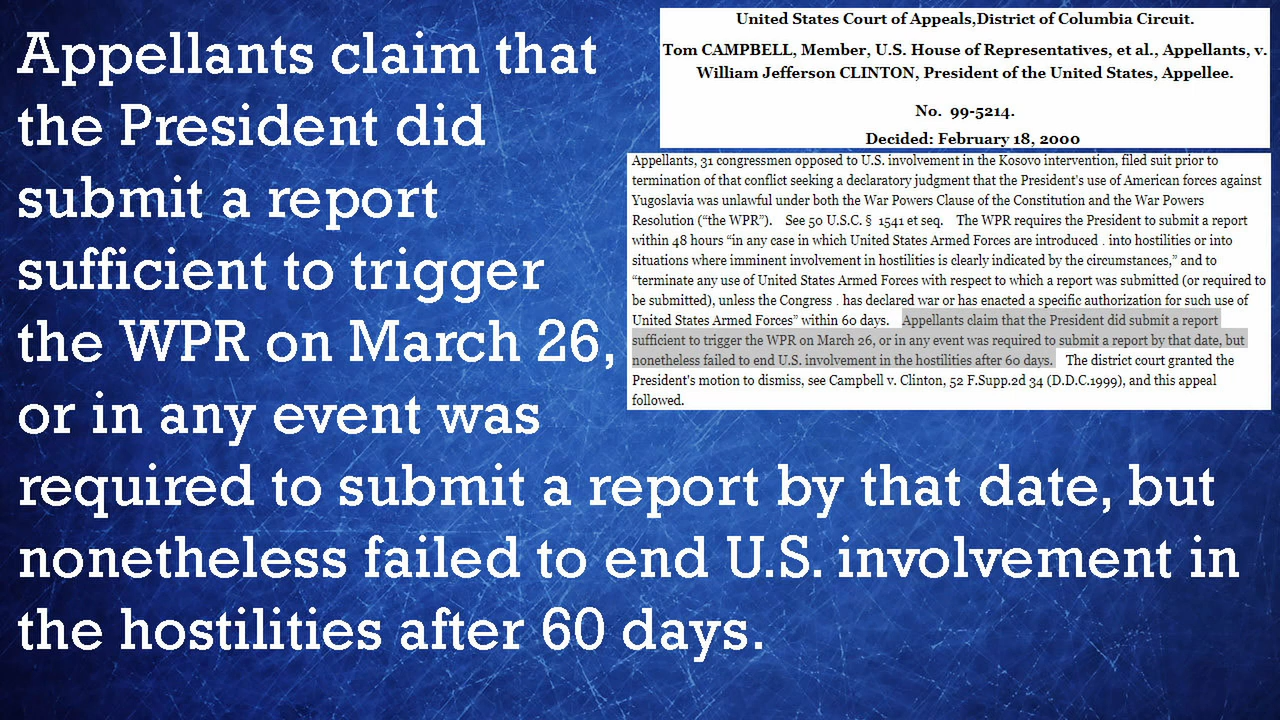 Appellants claim that
the President did
submit a report
sufficient to trigger
the WPR on March 26,
or in any event was
required to submit a report by that date, but
nonetheless failed to end U.S. involvement in
the hostilities after 60 days.
United States Court of Appeals,District of Columbia Circuit.
Tom CAMPBELL, Member, U.S. House of Representatives, et al., Appellants, v.
William Jefferson CLINTON, President of the United States, Appellee.
No. 99-5214.
Decided: February 18, 2000
Appellants, 31 congressmen opposed to U.S. involvement in the Kosovo intervention, filed suit prior to
termination of that conflict seeking a declaratory judgment that the President's use of American forces against
Yugoslavia was unlawful under both the War Powers Clause of the Constitution and the War Powers
Resolution (“the WPR”). See 50 U.S.C. § 1541 et seq. The WPR requires the President to submit a report
within 48 hours “in any case in which United States Armed Forces are introduced . into hostilities or into
situations where imminent involvement in hostilities is clearly indicated by the circumstances,” and to
“terminate any use of United States Armed Forces with respect to which a report was submitted (or required to
be submitted), unless the Congress . has declared war or has enacted a specific authorization for such use of
United States Armed Forces” within 60 days. Appellants claim that the President did submit a report
sufficient to trigger the WPR on March 26, or in any event was required to submit a report by that date, but
nonetheless failed to end U.S. involvement in the hostilities after 60 days. The district court granted the
President's motion to dismiss, see Campbell v. Clinton, 52 F.Supp.2d 34 (D.D.C.1999), and this appeal
followed.